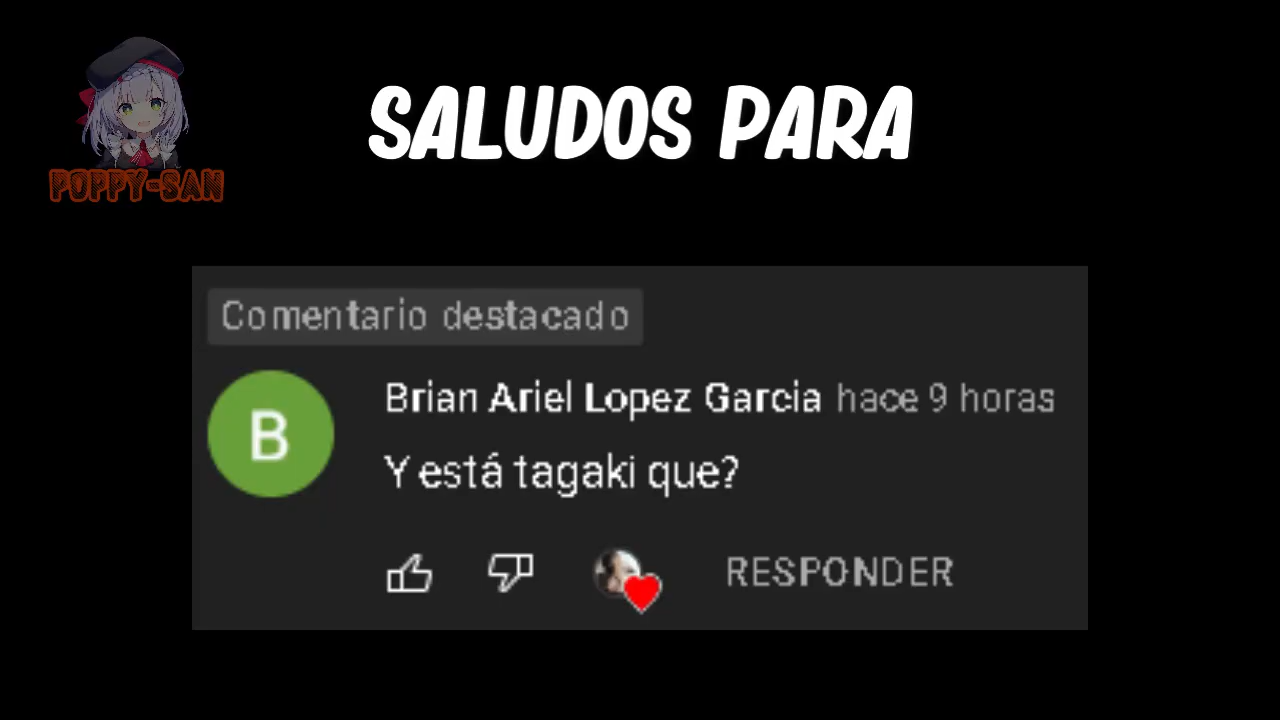 SALUDOS PARA
POPPY-SAN
Comentario destacado
Brian Ariel Lopez Garcia hace 9 horas
Y está tagaki que?
RESPONDER
B